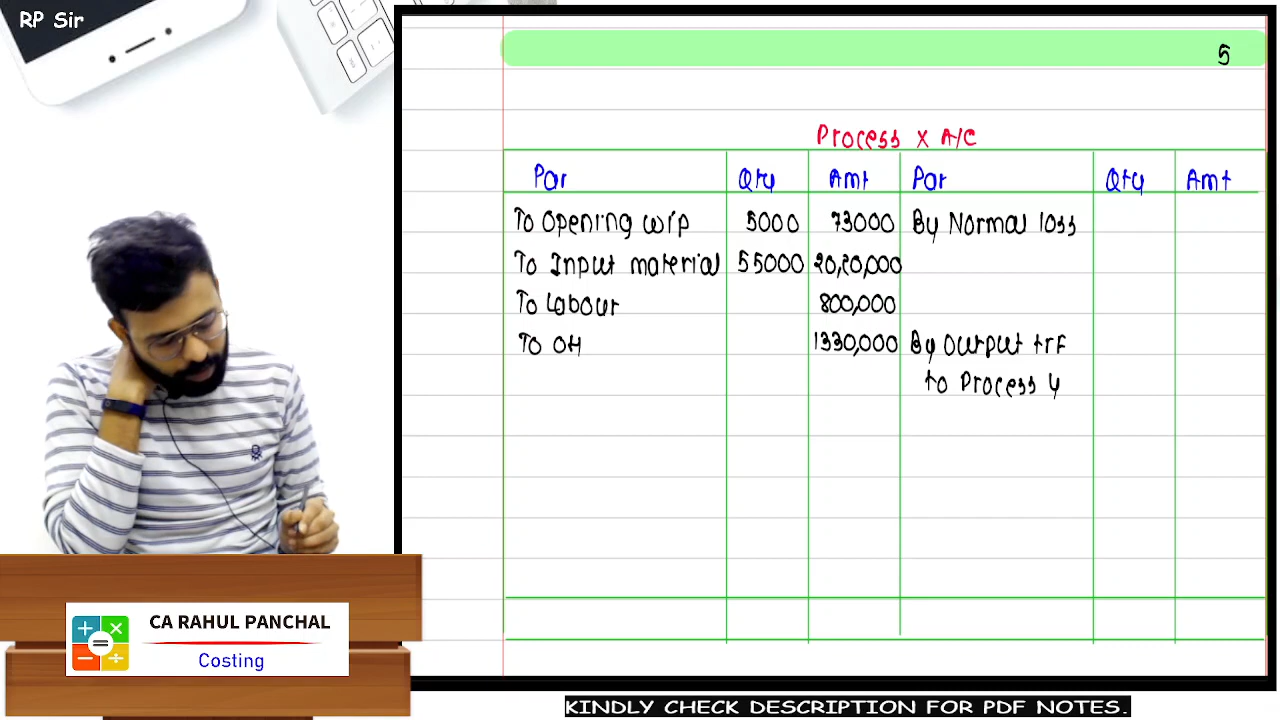 RP Sir
5
Process X A/C
Par Qty Amt Par Qty Amt
To Opening WIP 5000 73000 By Normal loss
To Input material 55000 20,20,000
To Labour 800,000
To OH 1330,000 By Output trf
to Process Y
CA RAHUL PANCHAL
Costing
KINDLY CHECK DESCRIPTION FOR PDF NOTES.